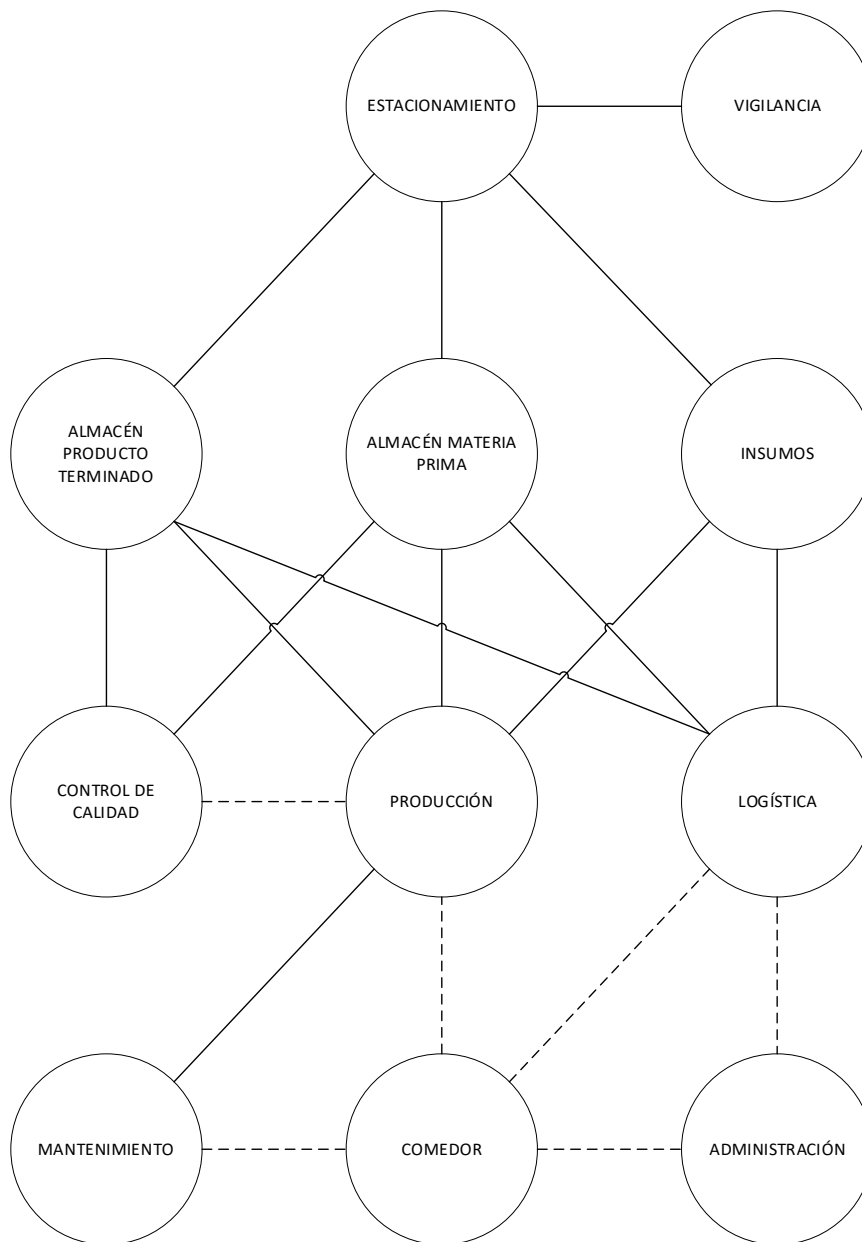 ESTACIONAMIENTO
VIGILANCIA
ALMACÉN
PRODUCTO
TERMINADO
ALMACÉN MATERIA
PRIMA
INSUMOS
CONTROL DE
CALIDAD
PRODUCCIÓN
LOGÍSTICA
MANTENIMIENTO
COMEDOR
ADMINISTRACIÓN